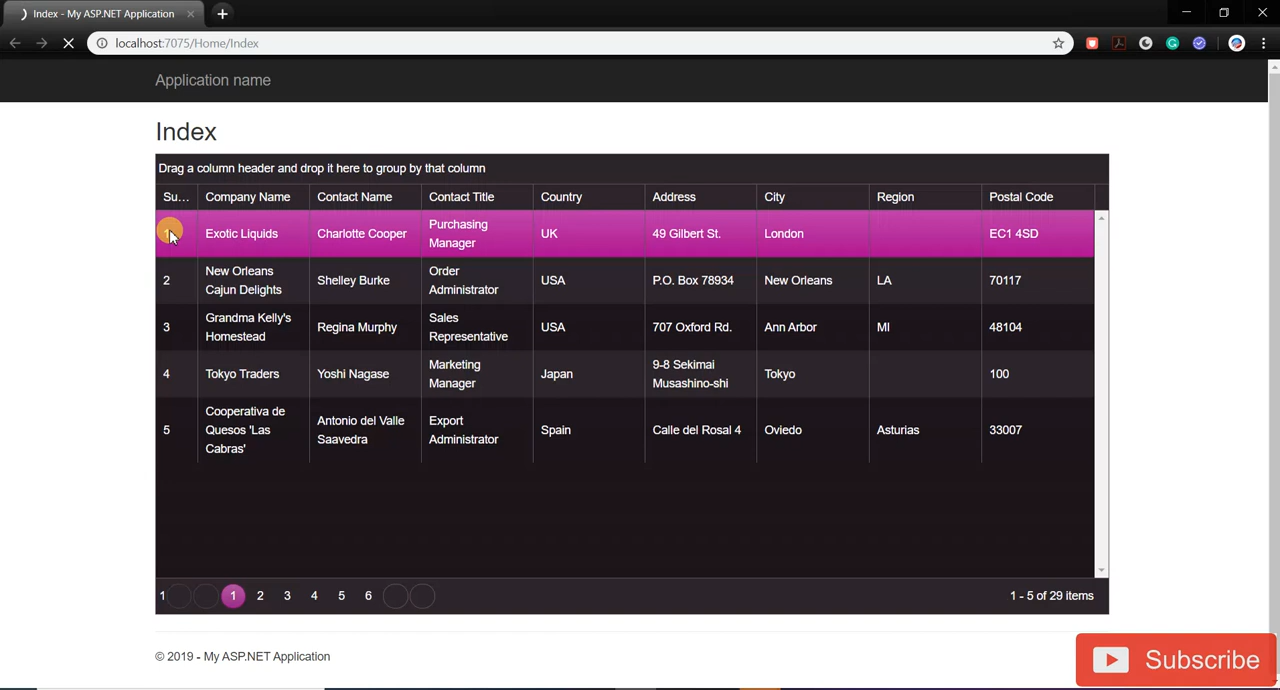 Index - My ASP.NET Application
localhost:7075/Home/Index
Application name
Index
Drag a column header and drop it here to group by that column
Su... Company Name Contact Name Contact Title Country Address City Region Postal Code
1 Exotic Liquids Charlotte Cooper Purchasing Manager UK 49 Gilbert St. London EC1 4SD
2 New Orleans Cajun Delights Shelley Burke Order Administrator USA P.O. Box 78934 New Orleans LA 70117
3 Grandma Kelly's Homestead Regina Murphy Sales Representative USA 707 Oxford Rd. Ann Arbor MI 48104
4 Tokyo Traders Yoshi Nagase Marketing Manager Japan 9-8 Sekimai Musashino-shi Tokyo 100
5 Cooperativa de Quesos 'Las Cabras' Antonio del Valle Saavedra Export Administrator Spain Calle del Rosal 4 Oviedo Asturias 33007
1 1 2 3 4 5 6 1 - 5 of 29 items
© 2019 - My ASP.NET Application
Subscribe